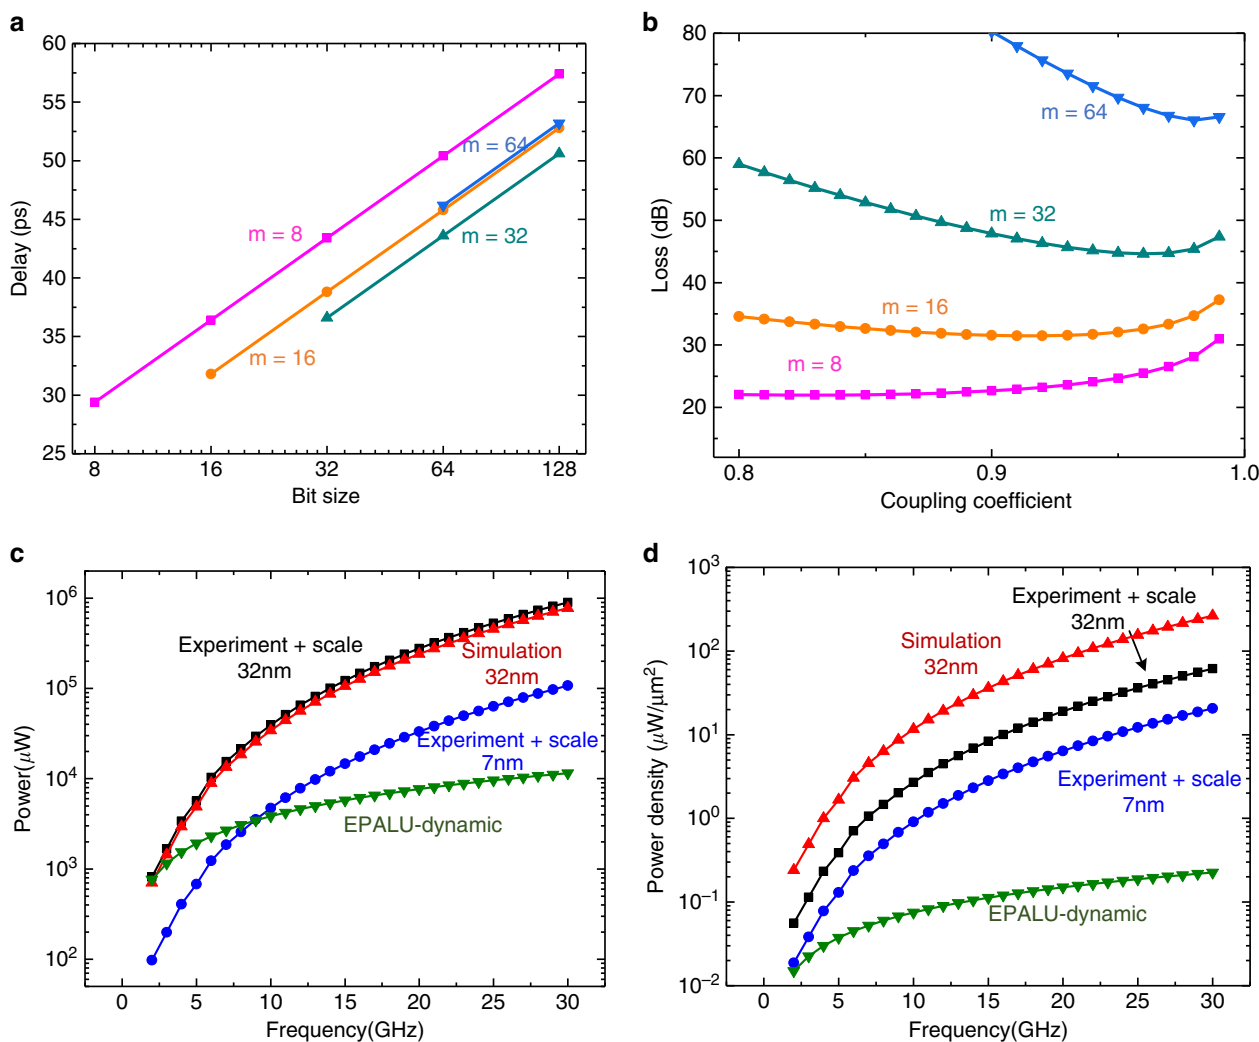 a
60
55
50
45
40
35
30
25
Delay (ps)
m = 64
m = 8
m = 32
m = 16
8
16
32
64
128
Bit size
b
80
70
60
50
40
30
20
Loss (dB)
m = 64
m = 32
m = 16
m = 8
0.8
0.9
1.0
Coupling coefficient
c
10^6
10^5
10^4
10^3
10^2
Power(μW)
Experiment + scale
32nm
Simulation
32nm
Experiment + scale
7nm
EPALU-dynamic
0
5
10
15
20
25
30
Frequency(GHz)
d
10^3
10^2
10^1
10^0
10^−1
10^−2
Power density (μW/μm²)
Experiment + scale
32nm
Simulation
32nm
Experiment + scale
7nm
EPALU-dynamic
0
5
10
15
20
25
30
Frequency(GHz)